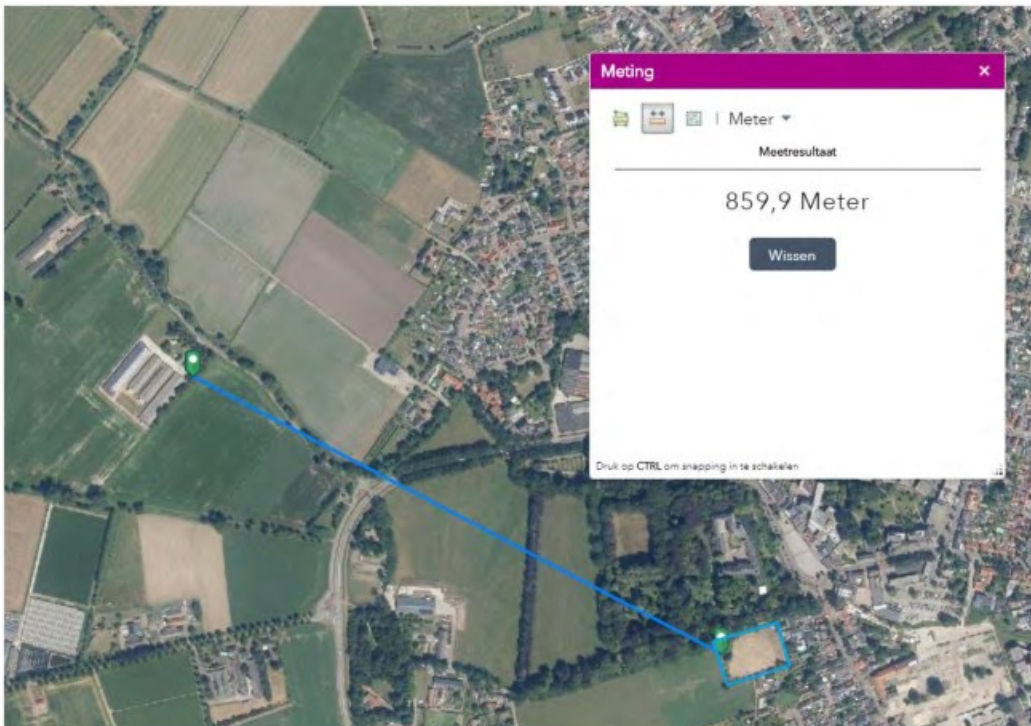 Meting
Meter
Meetresultaat
859,9 Meter
Wissen
Druk op CTRL om snapping in te schakelen